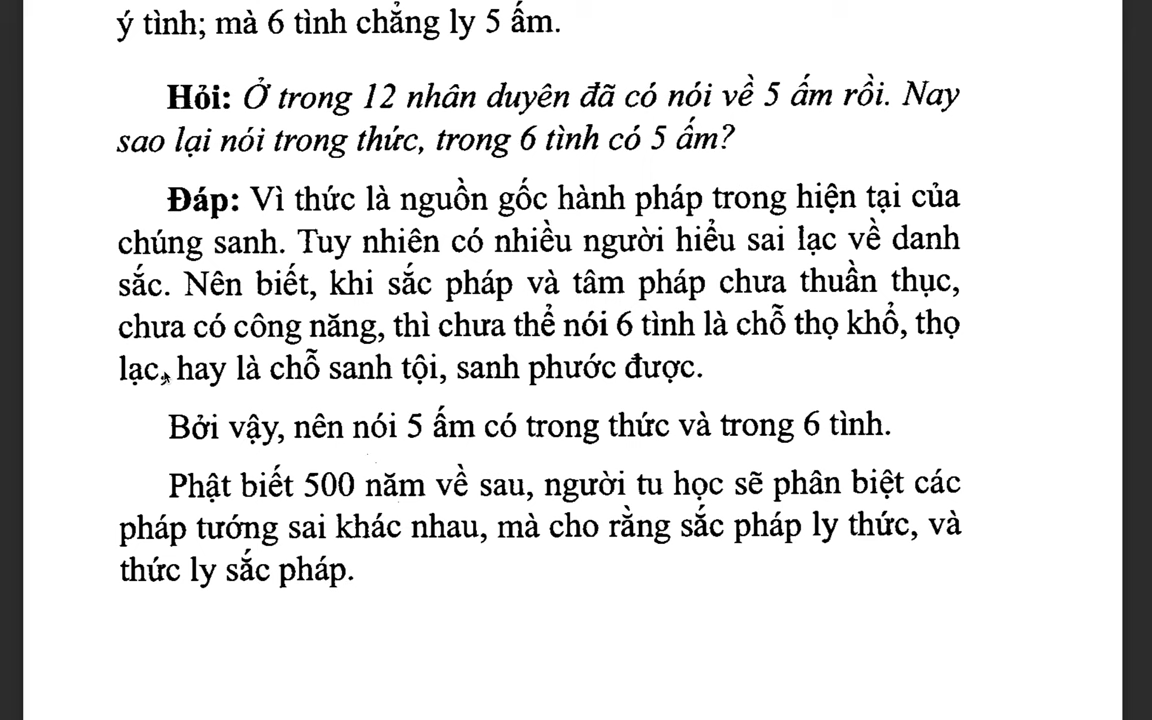 ý tình; mà 6 tình chẳng ly 5 ấm.
Hỏi: Ở trong 12 nhân duyên đã có nói về 5 ấm rồi. Nay
sao lại nói trong thức, trong 6 tình có 5 ấm?
Đáp: Vì thức là nguồn gốc hành pháp trong hiện tại của
chúng sanh. Tuy nhiên có nhiều người hiểu sai lạc về danh
sắc. Nên biết, khi sắc pháp và tâm pháp chưa thuần thục,
chưa có công năng, thì chưa thể nói 6 tình là chỗ thọ khổ, thọ
lạc, hay là chỗ sanh tội, sanh phước được.
Bởi vậy, nên nói 5 ấm có trong thức và trong 6 tình.
Phật biết 500 năm về sau, người tu học sẽ phân biệt các
pháp tướng sai khác nhau, mà cho rằng sắc pháp ly thức, và
thức ly sắc pháp.